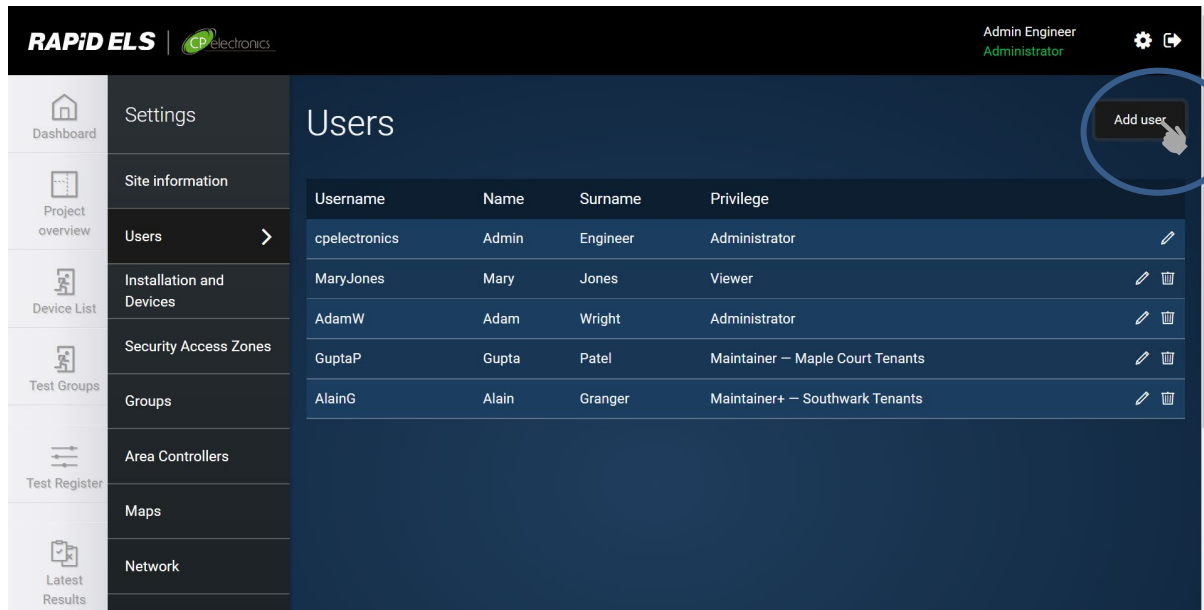 RAPiD ELS | CP electronics
Admin Engineer
Administrator
Dashboard
Project
overview
Device List
Test Groups
Test Register
Latest
Results
Settings
Site information
Users
Installation and
Devices
Security Access Zones
Groups
Area Controllers
Maps
Network
Users
Add user
Username Name Surname Privilege
cpelectronics Admin Engineer Administrator
MaryJones Mary Jones Viewer
AdamW Adam Wright Administrator
GuptaP Gupta Patel Maintainer — Maple Court Tenants
AlainG Alain Granger Maintainer+ — Southwark Tenants